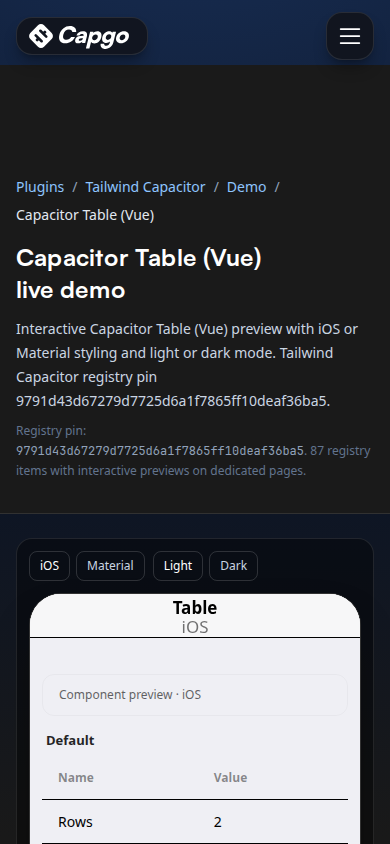 Capgo
Plugins / Tailwind Capacitor / Demo /
Capacitor Table (Vue)
Capacitor Table (Vue)
live demo
Interactive Capacitor Table (Vue) preview with iOS or
Material styling and light or dark mode. Tailwind
Capacitor registry pin
9791d43d67279d7725d6a1f7865ff10deaf36ba5.
Registry pin:
9791d43d67279d7725d6a1f7865ff10deaf36ba5. 87 registry
items with interactive previews on dedicated pages.
iOS Material Light Dark
Table
iOS
Component preview · iOS
Default
Name Value
Rows 2